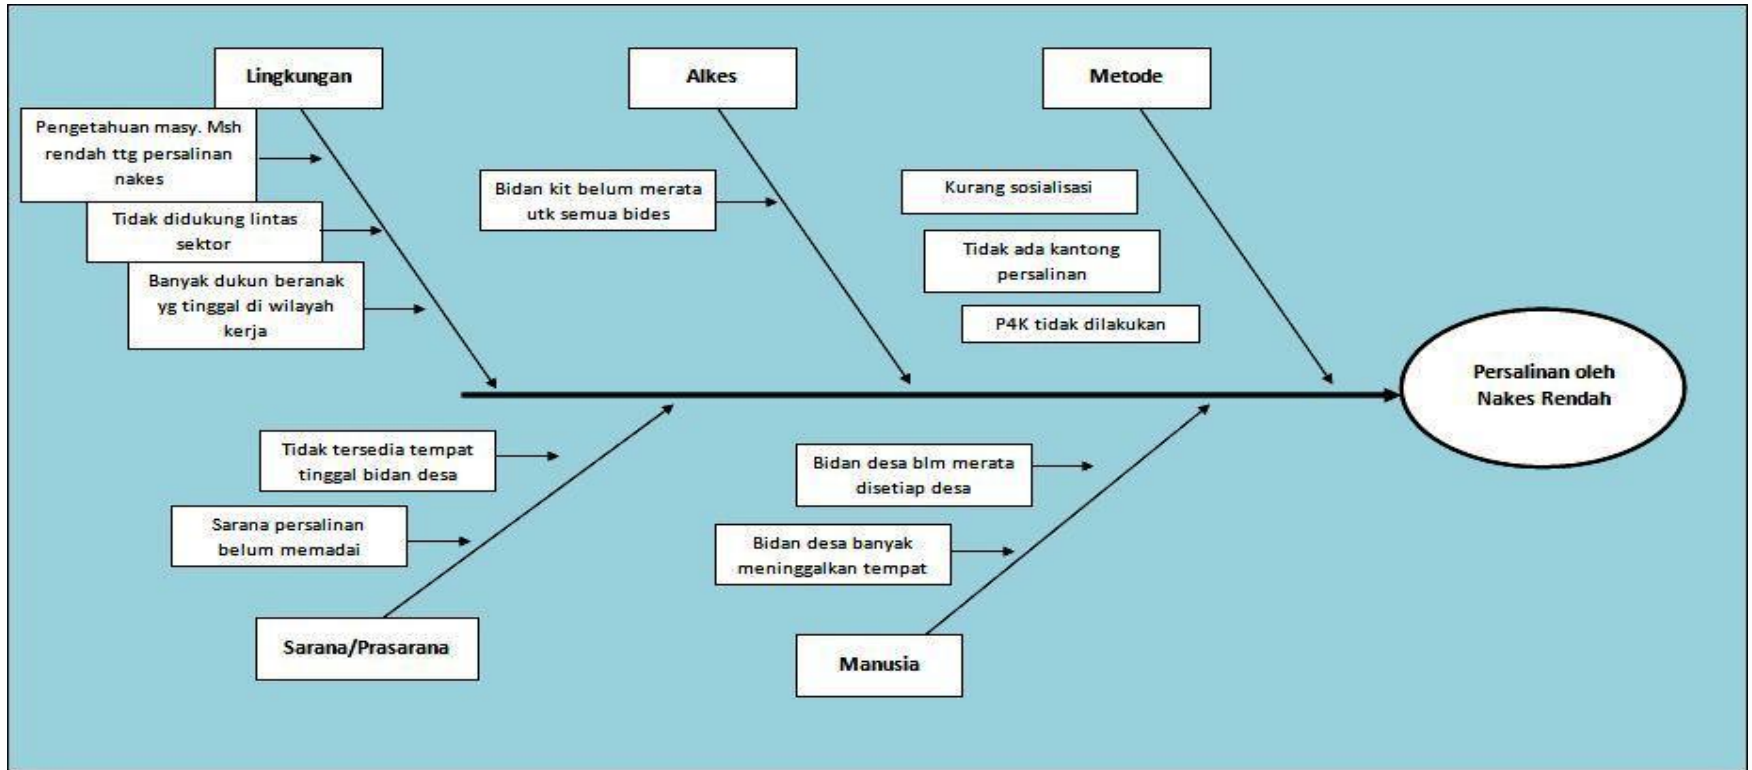 Lingkungan
Alkes
Metode
Pengetahuan masy. Msh
rendah ttg persalinan
nakes
Tidak didukung lintas
sektor
Banyak dukun beranak
yg tinggal di wilayah
kerja
Bidan kit belum merata
utk semua bides
Kurang sosialisasi
Tidak ada kantong
persalinan
P4K tidak dilakukan
Persalinan oleh
Nakes Rendah
Tidak tersedia tempat
tinggal bidan desa
Sarana persalinan
belum memadai
Bidan desa blm merata
disetiap desa
Bidan desa banyak
meninggalkan tempat
Sarana/Prasarana
Manusia